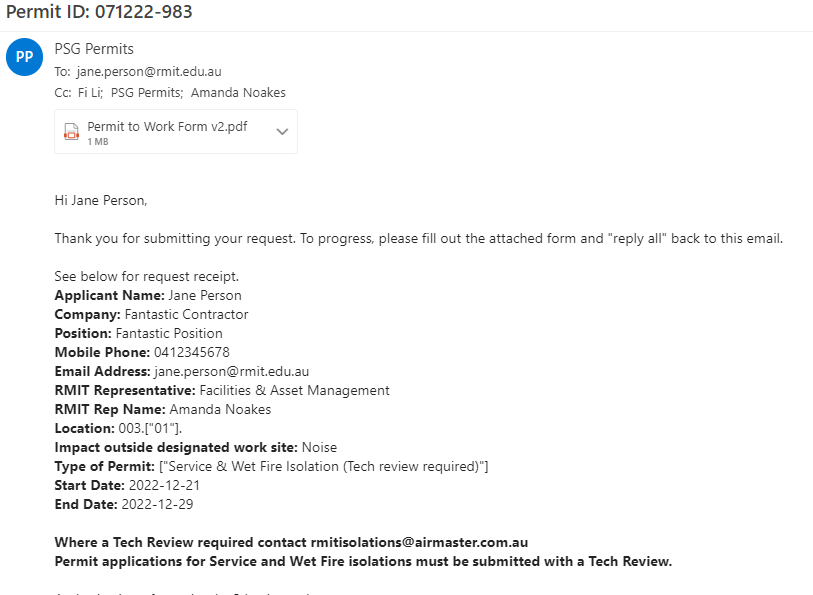 Permit ID: 071222-983
PP
PSG Permits
To: jane.person@rmit.edu.au
Cc: Fi Li; PSG Permits; Amanda Noakes
Permit to Work Form v2.pdf
1 MB
Hi Jane Person,
Thank you for submitting your request. To progress, please fill out the attached form and "reply all" back to this email.
See below for request receipt.
Applicant Name: Jane Person
Company: Fantastic Contractor
Position: Fantastic Position
Mobile Phone: 0412345678
Email Address: jane.person@rmit.edu.au
RMIT Representative: Facilities & Asset Management
RMIT Rep Name: Amanda Noakes
Location: 003.["01"].
Impact outside designated work site: Noise
Type of Permit: ["Service & Wet Fire Isolation (Tech review required)"]
Start Date: 2022-12-21
End Date: 2022-12-29
Where a Tech Review required contact rmitisolations@airmaster.com.au
Permit applications for Service and Wet Fire isolations must be submitted with a Tech Review.